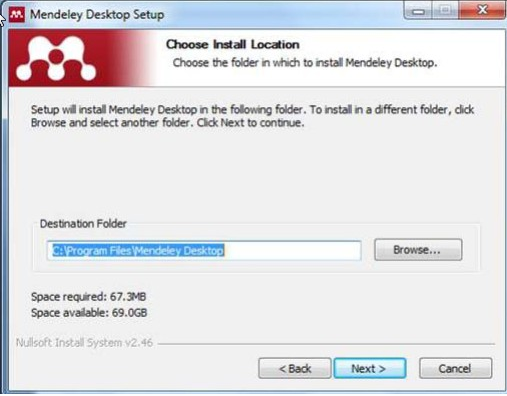 Mendeley Desktop Setup
Choose Install Location
Choose the folder in which to install Mendeley Desktop.
Setup will install Mendeley Desktop in the following folder. To install in a different folder, click
Browse and select another folder. Click Next to continue.
Destination Folder
C:\Program Files\Mendeley Desktop
Browse...
Space required: 67.3MB
Space available: 69.0GB
Nullsoft Install System v2.46
< Back
Next >
Cancel